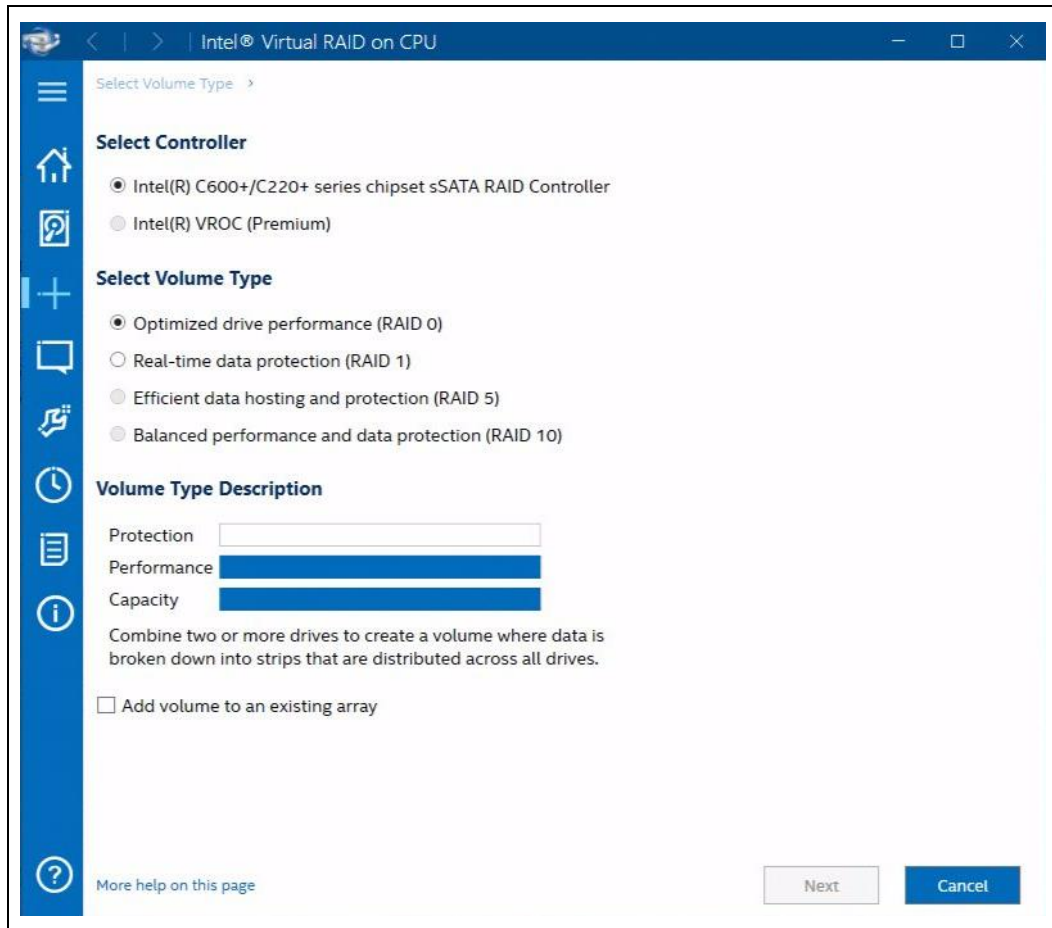 Intel® Virtual RAID on CPU
Select Volume Type
Select Controller
Intel(R) C600+/C220+ series chipset sSATA RAID Controller
Intel(R) VROC (Premium)
Select Volume Type
Optimized drive performance (RAID 0)
Real-time data protection (RAID 1)
Efficient data hosting and protection (RAID 5)
Balanced performance and data protection (RAID 10)
Volume Type Description
Protection
Performance
Capacity
Combine two or more drives to create a volume where data is
broken down into strips that are distributed across all drives.
Add volume to an existing array
More help on this page
Next
Cancel